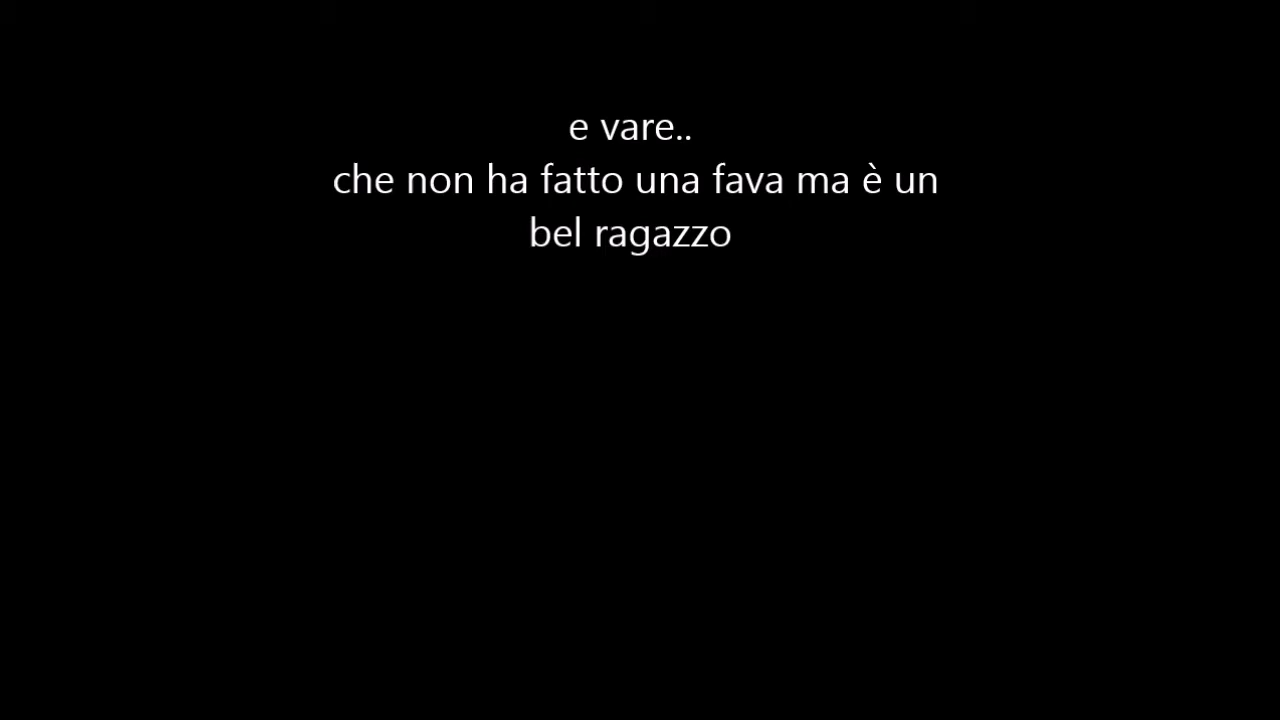 e vare..
che non ha fatto una fava ma è un
bel ragazzo